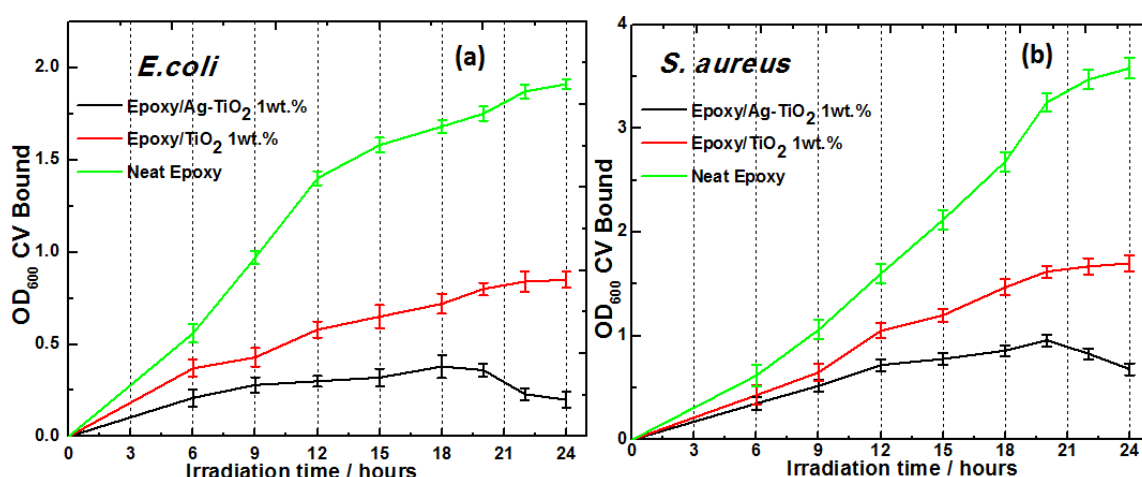 E.coli
(a)
Epoxy/Ag-TiO2 1wt.%
Epoxy/TiO2 1wt.%
Neat Epoxy
OD600 CV Bound
2.0
1.5
1.0
0.5
0.0
0 3 6 9 12 15 18 21 24
Irradiation time / hours
S. aureus
(b)
Epoxy/Ag-TiO2 1wt.%
Epoxy/TiO2 1wt.%
Neat Epoxy
OD600 CV Bound
4
3
2
1
0
0 3 6 9 12 15 18 21 24
Irradiation time / hours